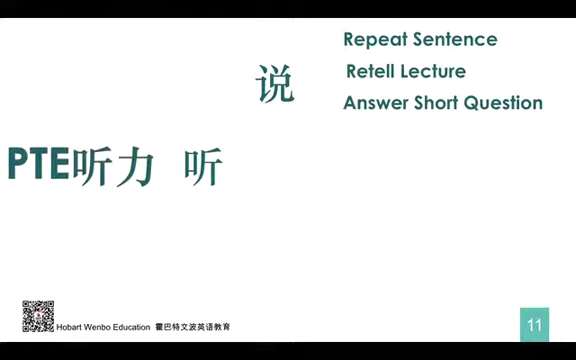 Repeat Sentence
说
Retell Lecture
Answer Short Question
PTE听力 听
Hobart Wenbo Education 霍巴特文波英语教育
11